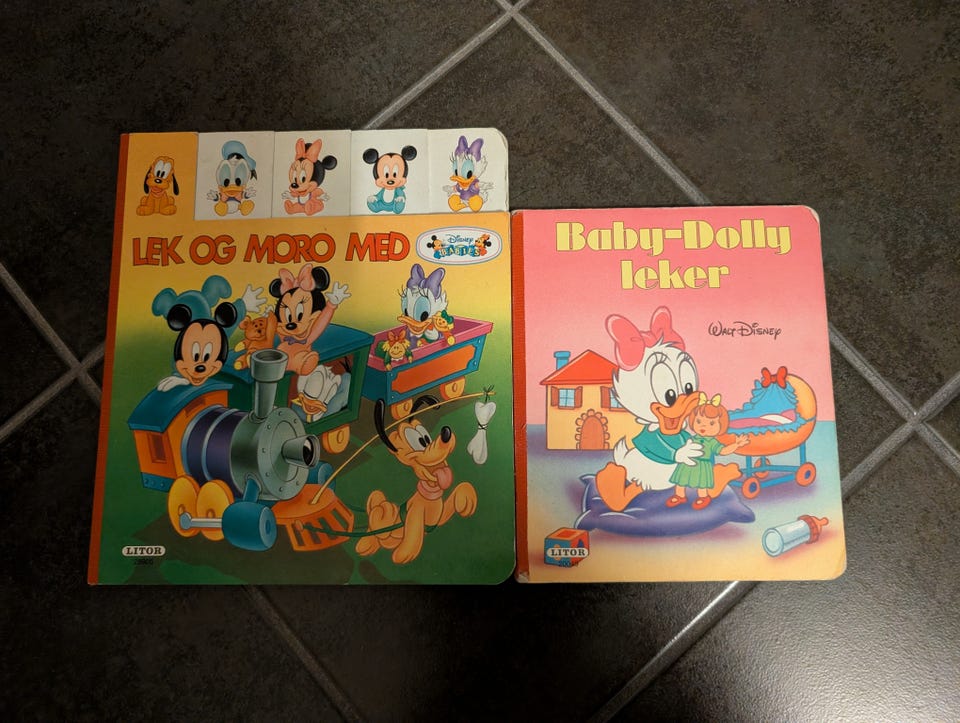 LEK OG MORO MED
Disney
BABIES
LITOR
Baby-Dolly
leker
WALT DISNEY
LITOR